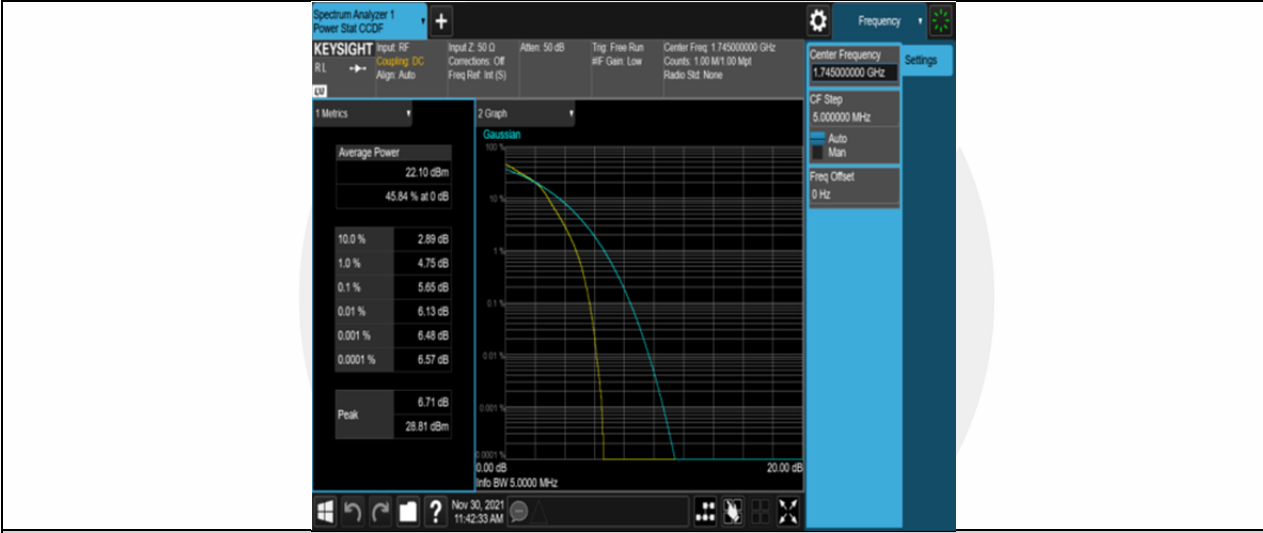 Spectrum Analyzer 1
Power Stat CCDF
Frequency
KEYSIGHT
RL
LV
Input: RF
Coupling: DC
Align: Auto
Input Z: 50 Ω
Corrections: Off
Freq Ref: Int (S)
Atten: 50 dB
Trig: Free Run
#IF Gain: Low
Center Freq: 1.745000000 GHz
Counts: 1.00 M/1.00 Mpt
Radio Std: None
Center Frequency
1.745000000 GHz
Settings
CF Step
5.000000 MHz
Auto
Man
Freq Offset
0 Hz
1 Metrics
Average Power
22.10 dBm
45.84 % at 0 dB
10.0 % 2.89 dB
1.0 % 4.75 dB
0.1 % 5.65 dB
0.01 % 6.13 dB
0.001 % 6.48 dB
0.0001 % 6.57 dB
Peak
6.71 dB
28.81 dBm
2 Graph
Gaussian
100 %
10 %
1 %
0.1 %
0.01 %
0.001 %
0.0001 %
0.00 dB 20.00 dB
Info BW 5.0000 MHz
?
Nov 30, 2021
11:42:33 AM